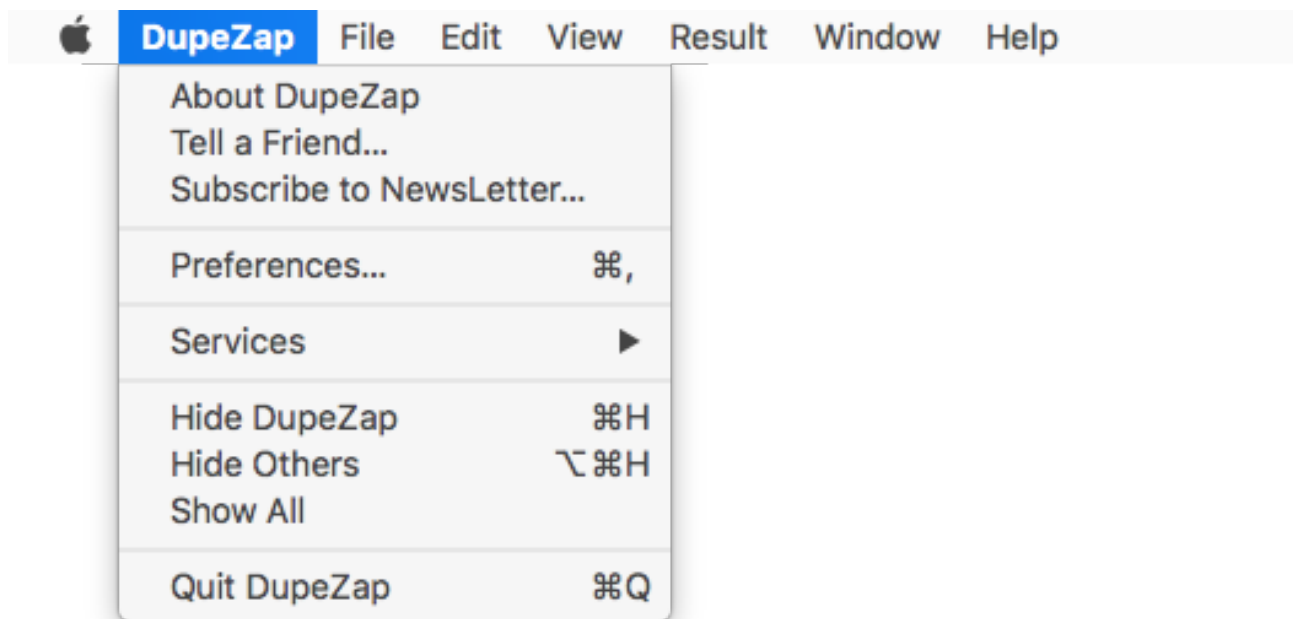 DupeZap File Edit View Result Window Help
About DupeZap
Tell a Friend...
Subscribe to NewsLetter...
Preferences... ⌘,
Services ▶
Hide DupeZap ⌘H
Hide Others ⌥⌘H
Show All
Quit DupeZap ⌘Q